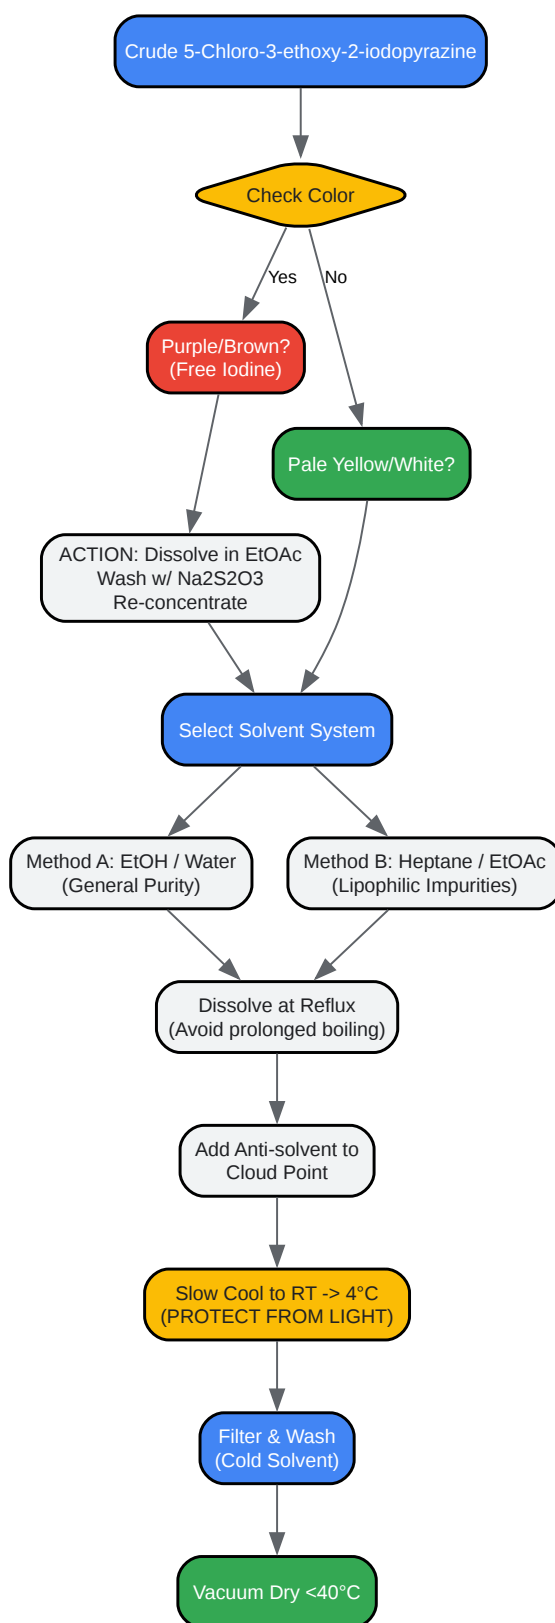 Crude 5-Chloro-3-ethoxy-2-iodopyrazine
Check Color
Yes
No
Purple/Brown?
(Free Iodine)
Pale Yellow/White?
ACTION: Dissolve in EtOAc
Wash w/ Na2S2O3
Re-concentrate
Select Solvent System
Method A: EtOH / Water
(General Purity)
Method B: Heptane / EtOAc
(Lipophilic Impurities)
Dissolve at Reflux
(Avoid prolonged boiling)
Add Anti-solvent to
Cloud Point
Slow Cool to RT -> 4°C
(PROTECT FROM LIGHT)
Filter & Wash
(Cold Solvent)
Vacuum Dry <40°C